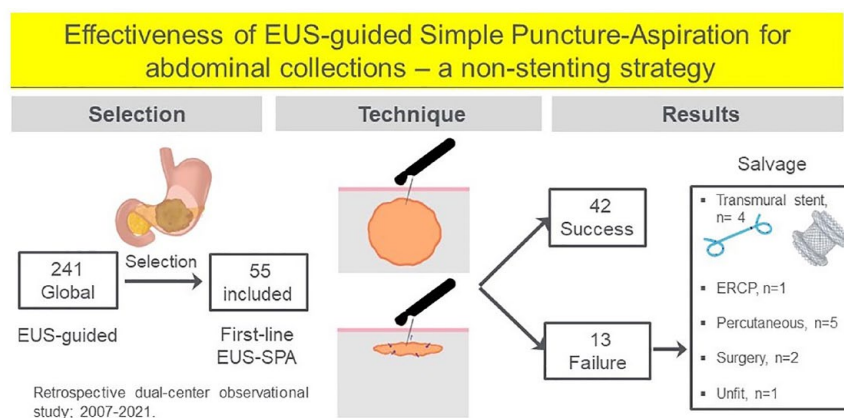 Effectiveness of EUS-guided Simple Puncture-Aspiration for
abdominal collections – a non-stenting strategy
Selection
Technique
Results
241
Global
Selection
55
included
EUS-guided
First-line
EUS-SPA
Retrospective dual-center observational
study; 2007-2021.
42
Success
13
Failure
Salvage
▪ Transmural stent,
n= 4
▪ ERCP, n=1
▪ Percutaneous, n=5
▪ Surgery, n=2
▪ Unfit, n=1